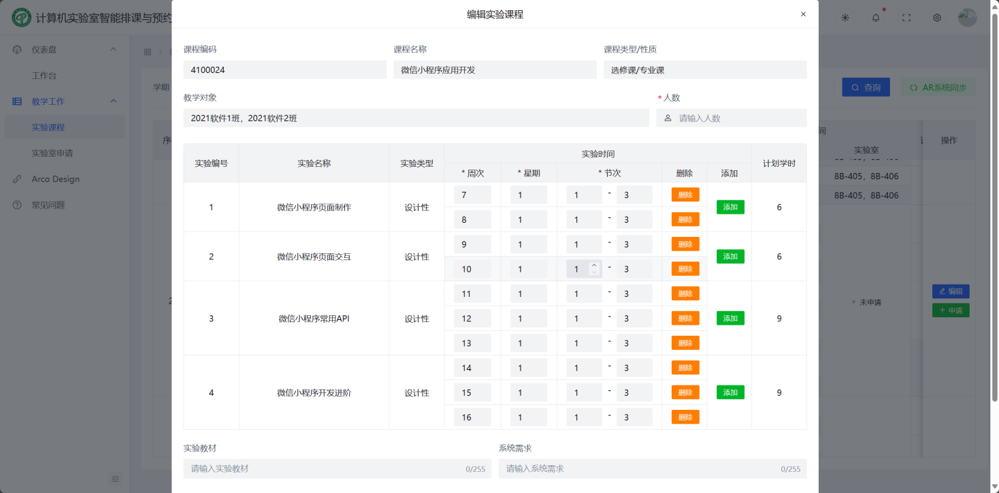 编辑实验课程
计算机实验室智能排课与预约
仪表盘
工作台
教学工作
实验课程
实验室申请
Arco Design
常见问题
学期
查询
AR系统同步
课程编码
课程名称
课程类型/性质
4100024
微信小程序应用开发
选修课/专业课
教学对象
* 人数
2021软件1班，2021软件2班
请输入人数
实验编号 实验名称 实验类型 实验时间 计划学时
* 周次 * 星期 * 节次 删除 添加
1 微信小程序页面制作 设计性 7 1 1 - 3 删除 添加 6
8 1 1 - 3 删除
2 微信小程序页面交互 设计性 9 1 1 - 3 删除 添加 6
10 1 1 - 3 删除
3 微信小程序常用API 设计性 11 1 1 - 3 删除 添加 9
12 1 1 - 3 删除
13 1 1 - 3 删除
4 微信小程序开发进阶 设计性 14 1 1 - 3 删除 添加 9
15 1 1 - 3 删除
16 1 1 - 3 删除
实验教材
系统需求
请输入实验教材 0/255
请输入系统需求 0/255
序
间
实验室
操作
8B-405，8B-406
8B-405，8B-406
未申请
编辑
申请